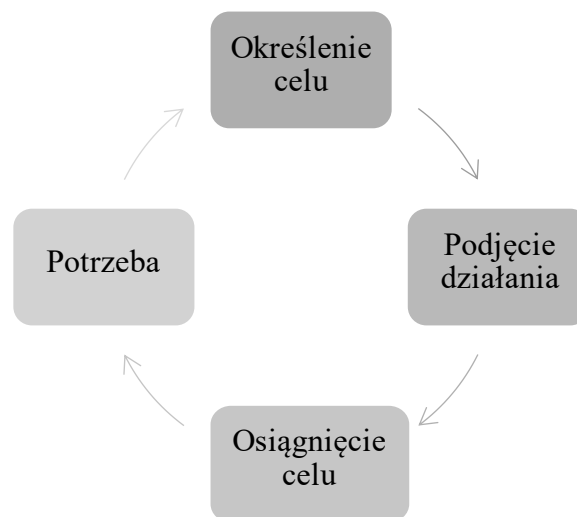 Określenie
celu
Podjęcie
działania
Osiągnięcie
celu
Potrzeba